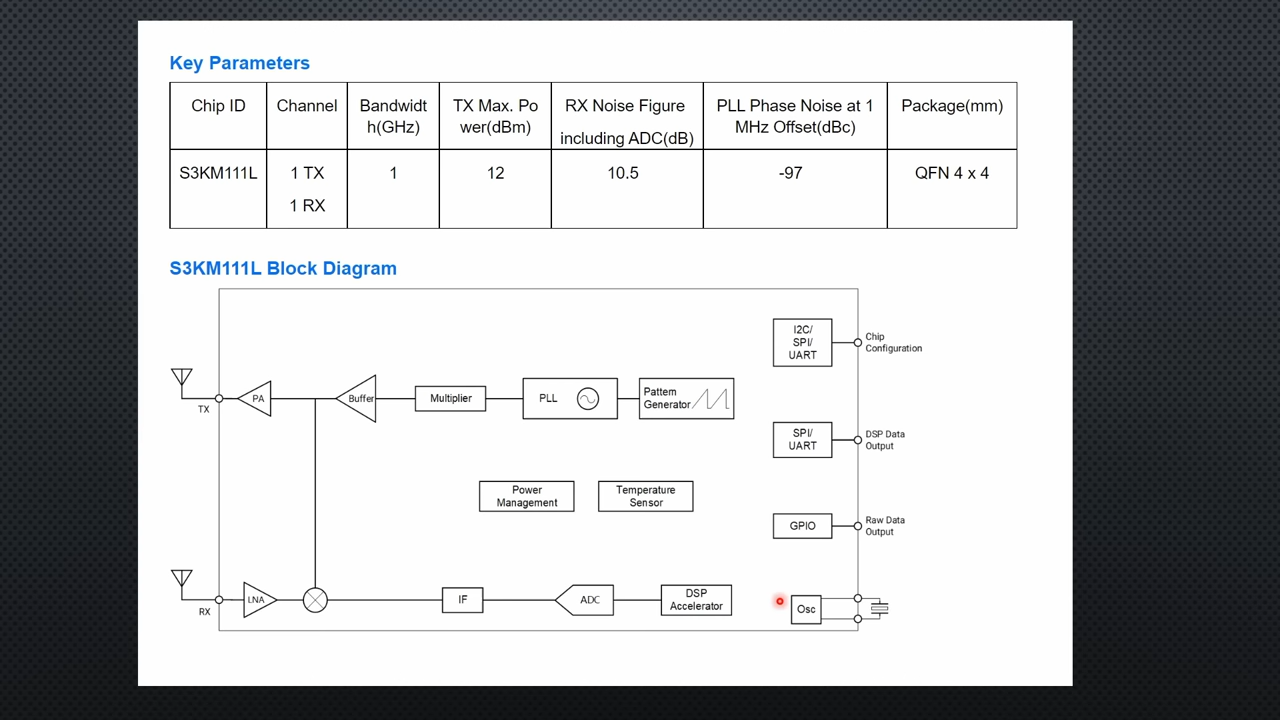 Key Parameters
Chip ID
Channel
Bandwidt
h(GHz)
TX Max. Po
wer(dBm)
RX Noise Figure
including ADC(dB)
PLL Phase Noise at 1
MHz Offset(dBc)
Package(mm)
S3KM111L
1 TX
1 RX
1
12
10.5
-97
QFN 4 x 4
S3KM111L Block Diagram
I2C/
SPI/
UART
Chip
Configuration
TX
PA
Buffer
Multiplier
PLL
Pattem
Generator
SPI/
UART
DSP Data
Output
Power
Management
Temperature
Sensor
GPIO
Raw Data
Output
RX
LNA
IF
ADC
DSP
Accelerator
Osc